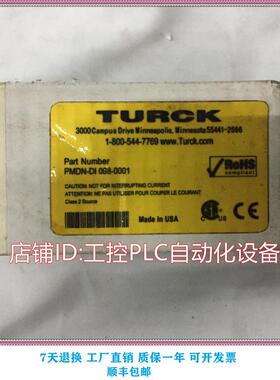 TURCK
3000 Campus Drive Minneapolis, Minnesota 55441-2656
1-800-544-7769 www.Turck.com
Part Number
PMDN-DI 098-0001
RoHS
compliant
CAUTION: NOT FOR INTERRUPTING CURRENT
ATTENTION: NE PAS UTILISER POUR COUPER LE COURANT
Class 2 Source
Made in USA
C US
CE
店铺ID:工控PLC自动化设备
7天退换 工厂直销 质保一年 可开发票
顺丰包邮